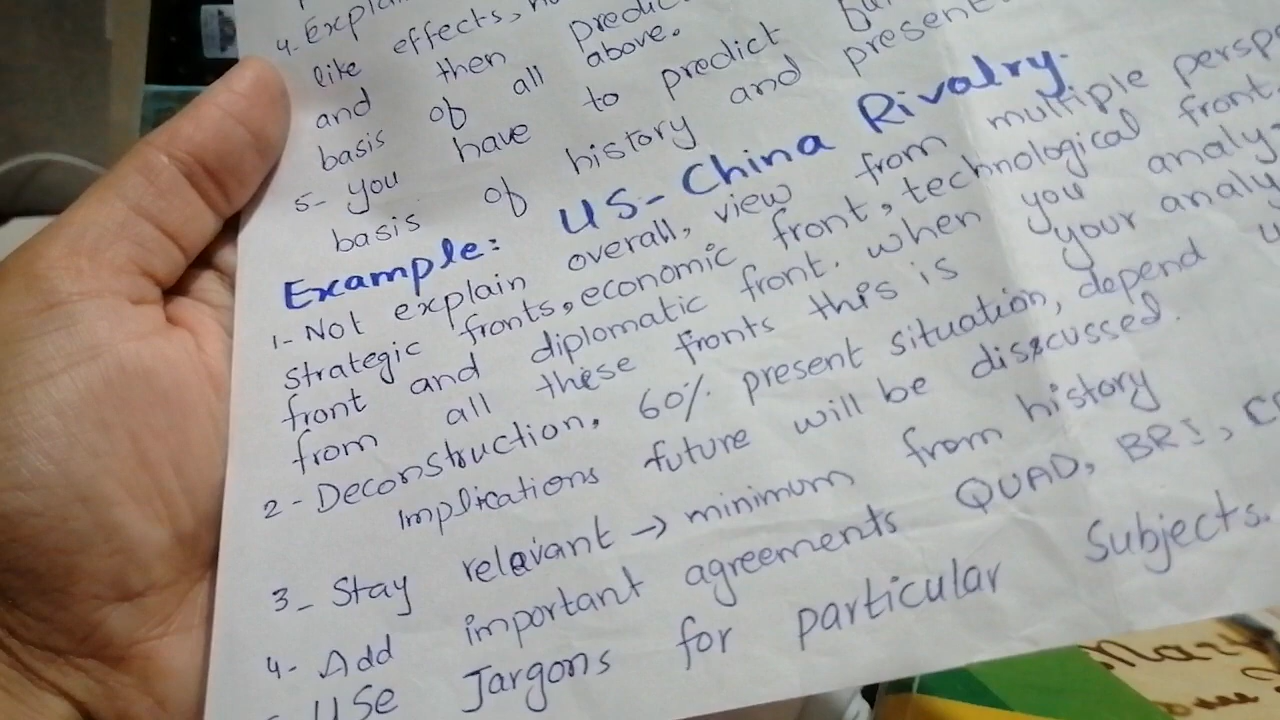 4. Explain
like effects, 
and then predic
basis of all above.
5- you have to predict
basis of history and present
Example: US-China Rivalry.
1- Not explain overall, view from multiple perspe
strategic fronts, economic front, technological front.
front and diplomatic front. when you analy
from all these fronts this is your analy
2- Deconstruction. 60% present situation, depend u
implications future will be discussed.
3- Stay relevant → minimum from history
4- Add important agreements QUAD, BRI, CP
Use Jargons for particular Subjects.
Mary